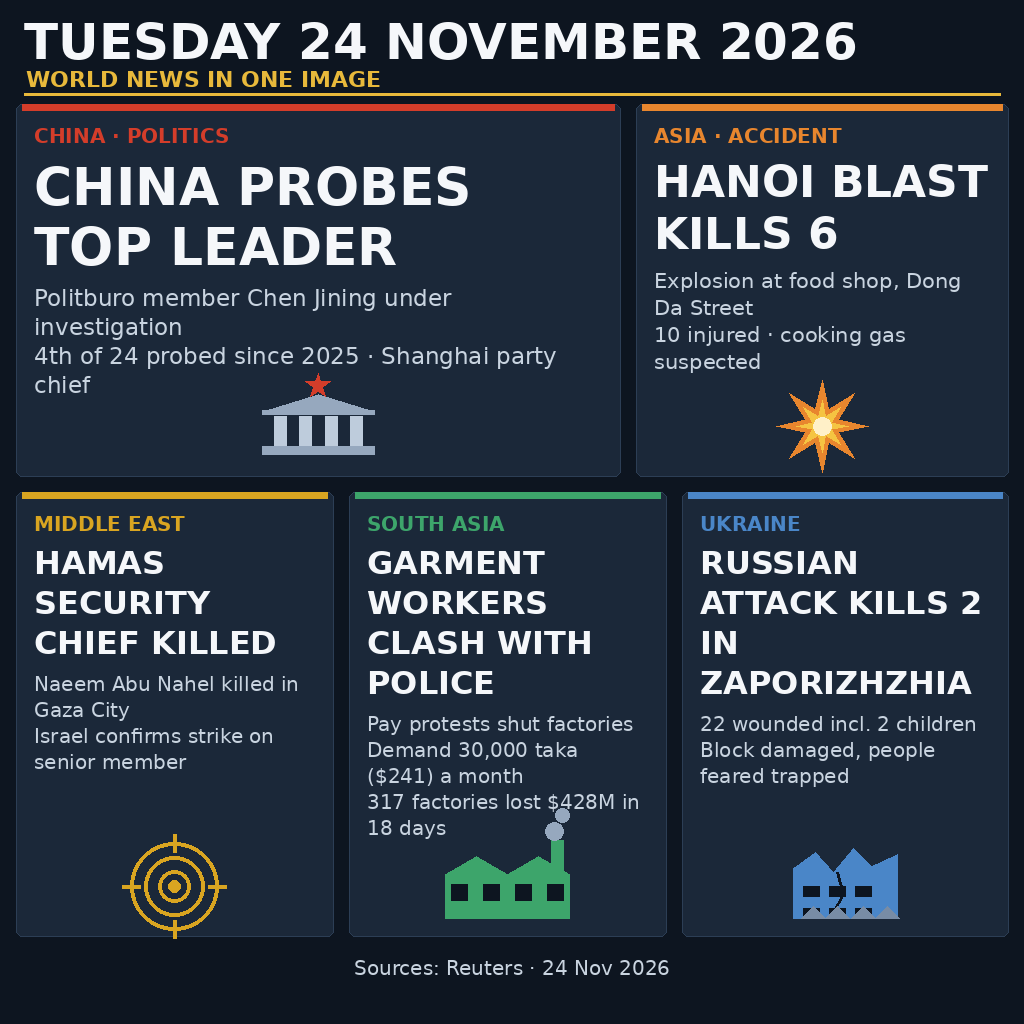 TUESDAY 24 NOVEMBER 2026
WORLD NEWS IN ONE IMAGE
CHINA · POLITICS
CHINA PROBES
TOP LEADER
Politburo member Chen Jining under
investigation
4th of 24 probed since 2025 · Shanghai party
chief
ASIA · ACCIDENT
HANOI BLAST
KILLS 6
Explosion at food shop, Dong
Da Street
10 injured · cooking gas
suspected
MIDDLE EAST
HAMAS
SECURITY
CHIEF KILLED
Naeem Abu Nahel killed in
Gaza City
Israel confirms strike on
senior member
SOUTH ASIA
GARMENT
WORKERS
CLASH WITH
POLICE
Pay protests shut factories
Demand 30,000 taka
($241) a month
317 factories lost $428M in
18 days
UKRAINE
RUSSIAN
ATTACK KILLS 2
IN
ZAPORIZHZHIA
22 wounded incl. 2 children
Block damaged, people
feared trapped
Sources: Reuters · 24 Nov 2026